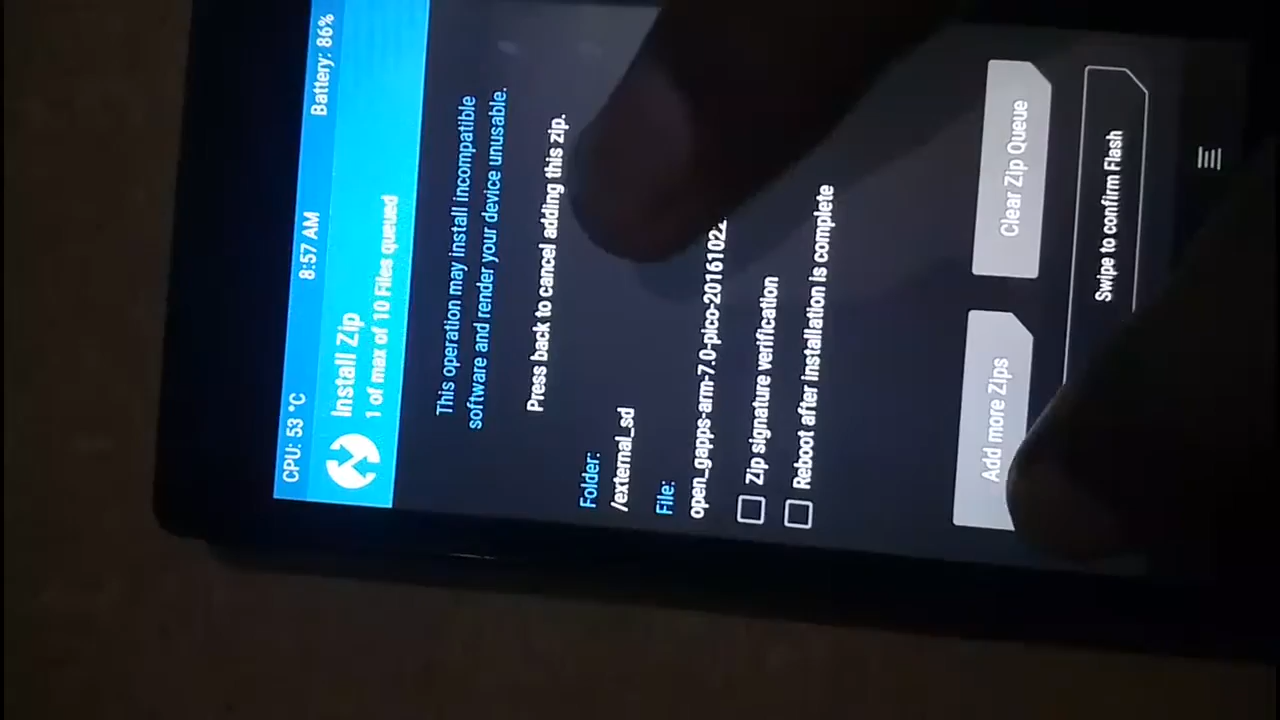 CPU: 53 °C 8:57 AM Battery: 86%
Install Zip
1 of max of 10 Files queued
This operation may install incompatible
software and render your device unusable.
Press back to cancel adding this zip.
Folder:
/external_sd
File:
open_gapps-arm-7.0-pico-2016102
Zip signature verification
Reboot after installation is complete
Add more Zips Clear Zip Queue
Swipe to confirm Flash